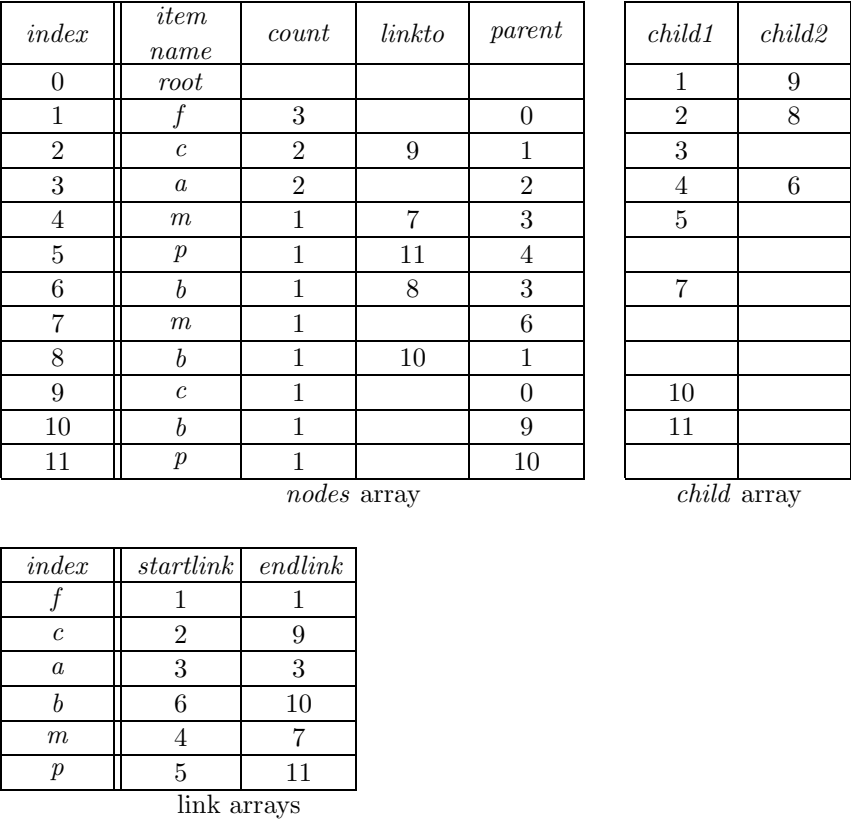 index item name count linkto parent child1 child2
0 root 1 9
1 f 3 0 2 8
2 c 2 9 1 3
3 a 2 2 4 6
4 m 1 7 3 5
5 p 1 11 4
6 b 1 8 3 7
7 m 1 6
8 b 1 10 1
9 c 1 0 10
10 b 1 9 11
11 p 1 10
nodes array child array
index startlink endlink
f 1 1
c 2 9
a 3 3
b 6 10
m 4 7
p 5 11
link arrays